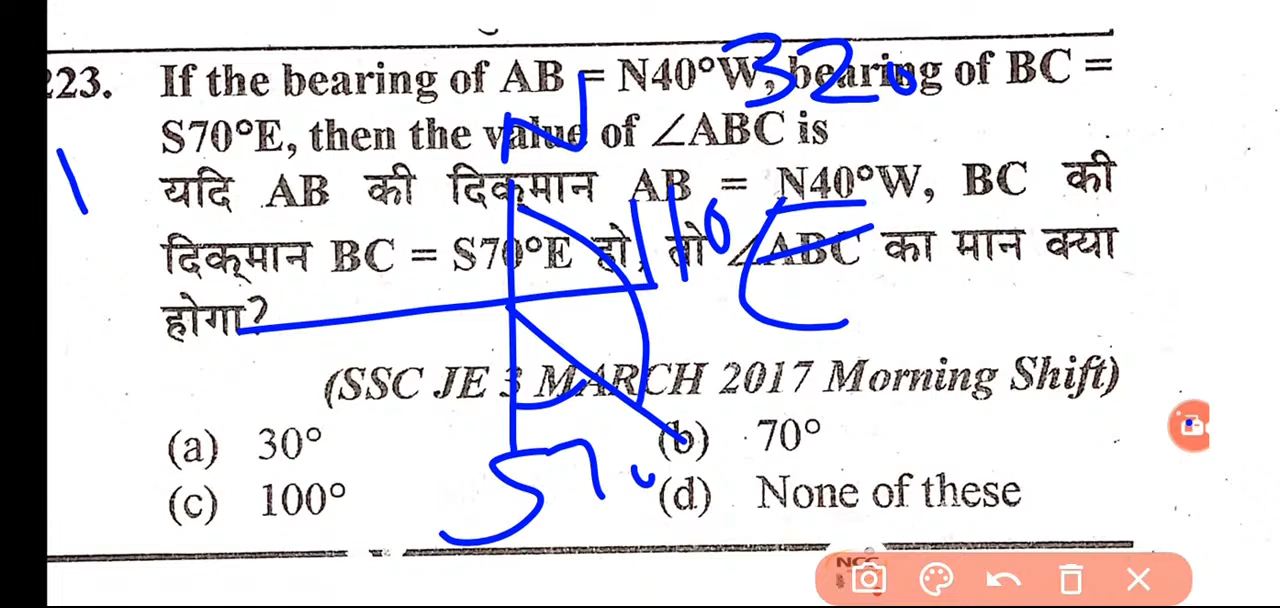 223. If the bearing of AB = N40°W, bearing of BC =
320
S70°E, then the value of ∠ABC is
N
यदि AB की दिक्मान AB = N40°W, BC की
110
दिक्‌मान BC = S70°E हो, तो ∠ABC का मान क्या
होगा?
(SSC JE 3 MARCH 2017 Morning Shift)
(a) 30° (b) 70°
S70
(c) 100° (d) None of these